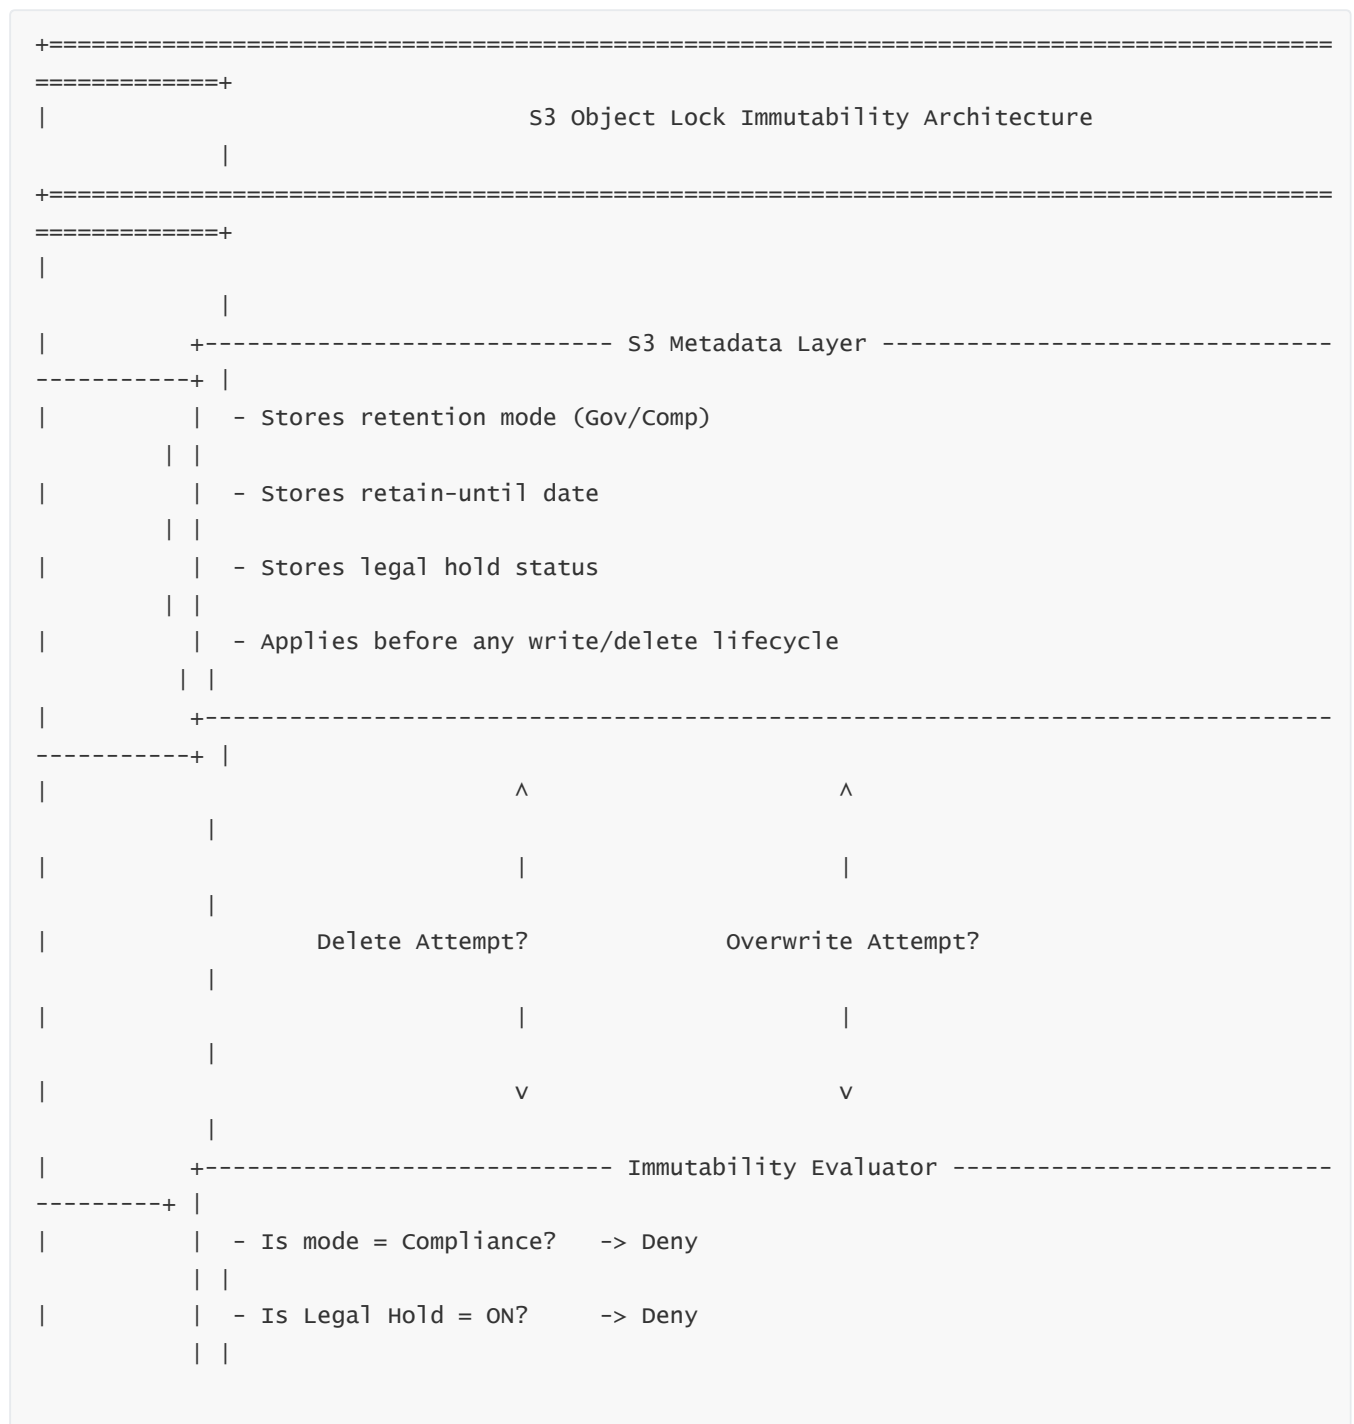 +===========================================================================================
=============+
|                                  S3 Object Lock Immutability Architecture
             |
+===========================================================================================
=============+
|
             |
|          +----------------------------- S3 Metadata Layer --------------------------------
-----------+ |
|          |  - Stores retention mode (Gov/Comp)
         | |
|          |  - Stores retain-until date
         | |
|          |  - Stores legal hold status
         | |
|          |  - Applies before any write/delete lifecycle
          | |
|          +--------------------------------------------------------------------------------
-----------+ |
|                                  ^                      ^
            |
|                                  |                      |
            |
|                   Delete Attempt?              Overwrite Attempt?
            |
|                                  |                      |
            |
|                                  v                      v
            |
|          +----------------------------- Immutability Evaluator ---------------------------
---------+ |
|          |  - Is mode = Compliance?   -> Deny
           | |
|          |  - Is Legal Hold = ON?     -> Deny
           | |